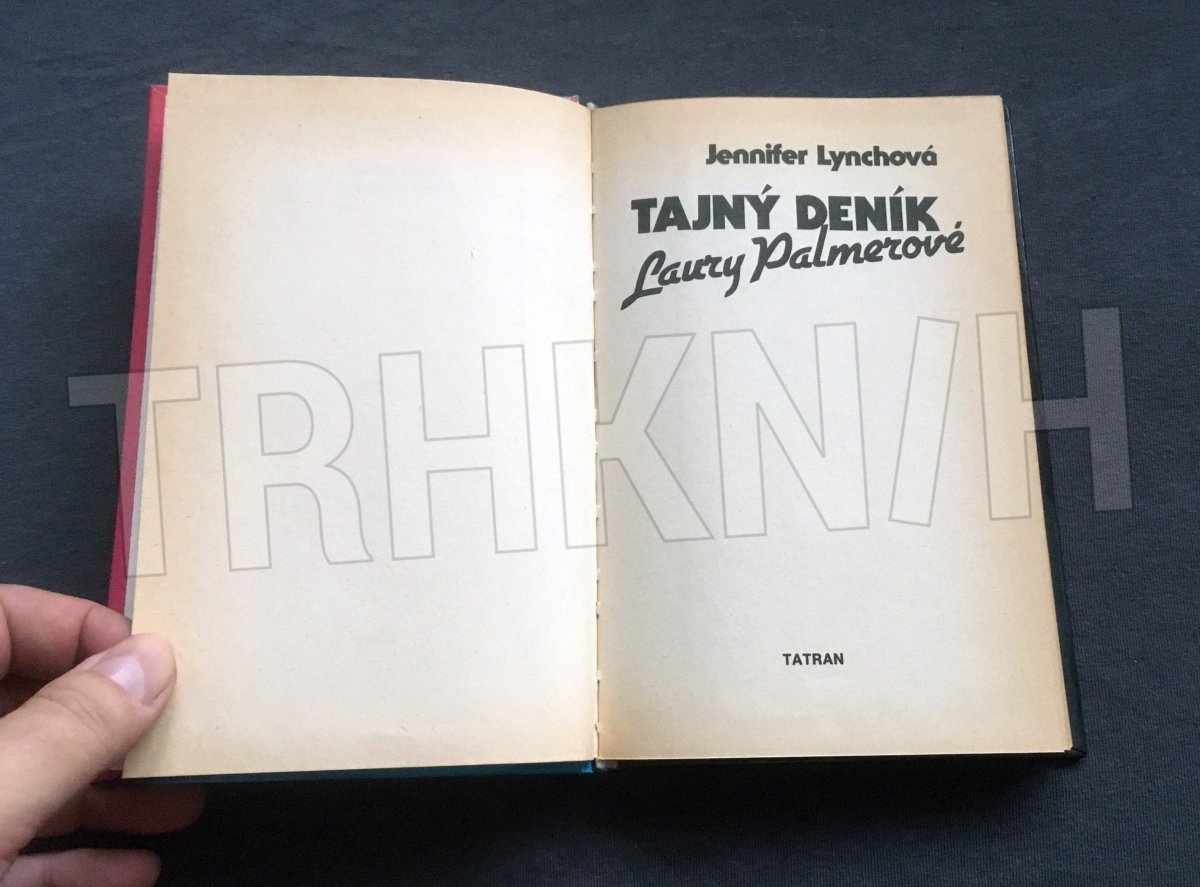 Jennifer Lynchová
TAJNÝ DENÍK
Laury Palmerové
TRHKNIH
TATRAN